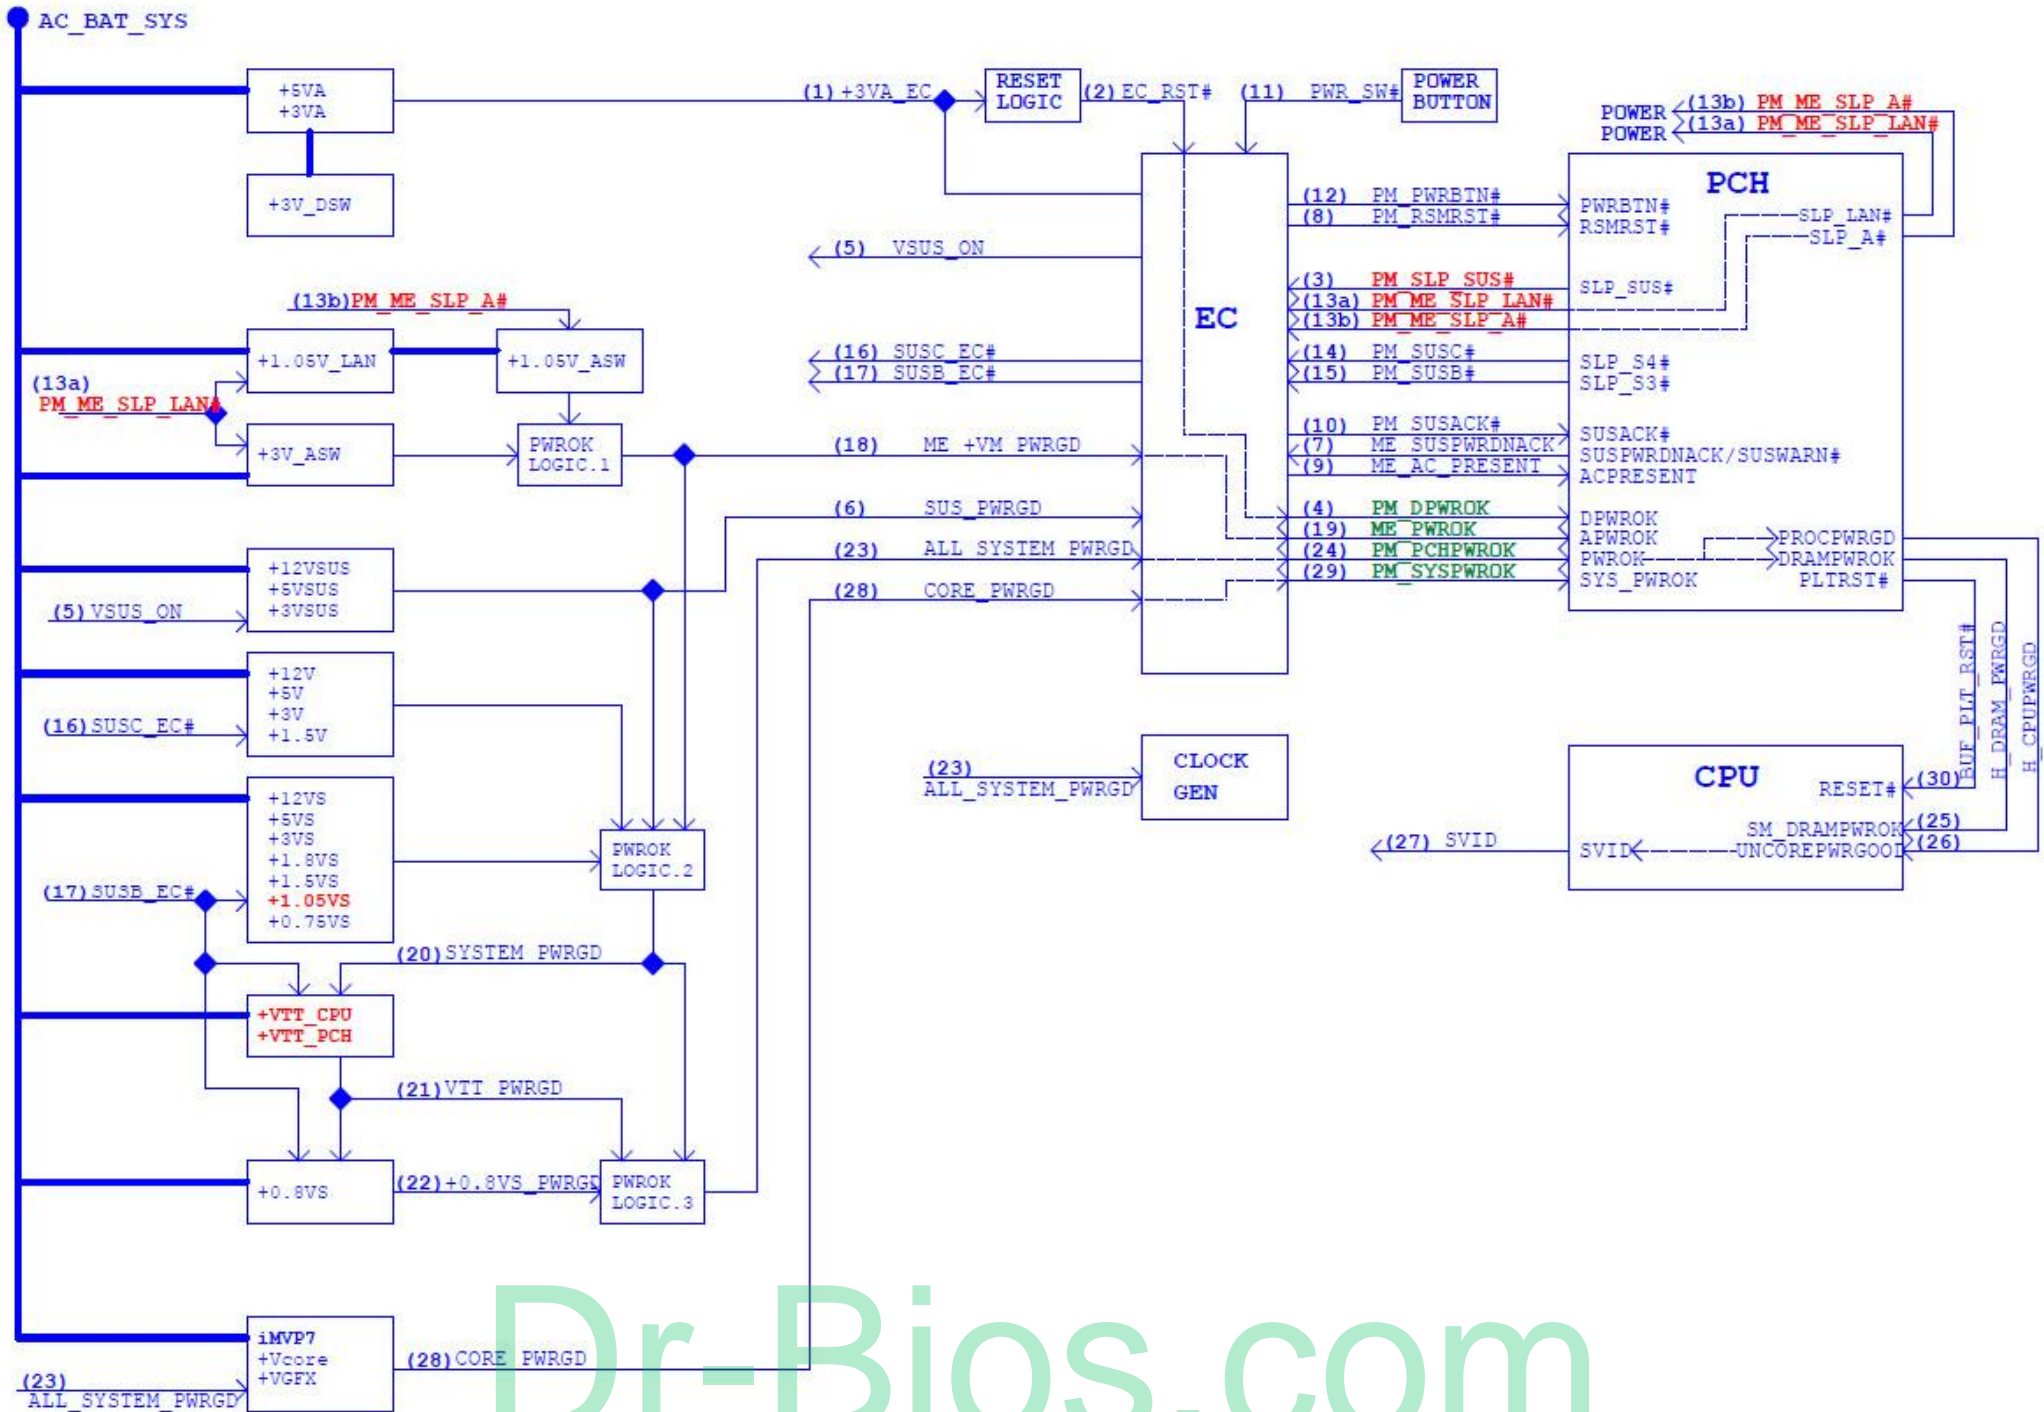 AC_BAT_SYS
+5VA
+3VA
+3V_DSW
(1) +3VA_EC
RESET
LOGIC
(2) EC_RST#
(11) PWR_SW#
POWER
BUTTON
POWER (13b) PM_ME_SLP_A#
POWER (13a) PM_ME_SLP_LAN#
(5) VSUS_ON
(13b)PM_ME_SLP_A#
+1.05V_LAN
+1.05V_ASW
(13a)
PM_ME_SLP_LAN#
+3V_ASW
PWROK
LOGIC.1
(16) SUSC_EC#
(17) SUSB_EC#
(18) ME_+VM_PWRGD
(6) SUS_PWRGD
(23) ALL_SYSTEM_PWRGD
(28) CORE_PWRGD
EC
(12) PM_PWRBTN#
(8) PM_RSMRST#
(3) PM_SLP_SUS#
(13a) PM_ME_SLP_LAN#
(13b) PM_ME_SLP_A#
(14) PM_SUSC#
(15) PM_SUSB#
(10) PM_SUSACK#
(7) ME_SUSPWRDNACK
(9) ME_AC_PRESENT
(4) PM_DPWROK
(19) ME_PWROK
(24) PM_PCHPWROK
(29) PM_SYSPWROK
PCH
PWRBTN#
RSMRST#
SLP_LAN#
SLP_A#
SLP_SUS#
SLP_S4#
SLP_S3#
SUSACK#
SUSPWRDNACK/SUSWARN#
ACPRESENT
DPWROK
APWROK
PWROK
SYS_PWROK
PROCPWRGD
DRAMPWROK
PLTRST#
BUF_PLT_RST#
H_DRAM_PWRGD
H_CPUPWRGD
+12VSUS
+5VSUS
+3VSUS
(5) VSUS_ON
+12V
+5V
+3V
+1.5V
(16) SUSC_EC#
+12VS
+5VS
+3VS
+1.8VS
+1.5VS
+1.05VS
+0.75VS
(17) SUSB_EC#
PWROK
LOGIC.2
(20) SYSTEM_PWRGD
+VTT_CPU
+VTT_PCH
(21) VTT_PWRGD
+0.8VS
(22) +0.8VS_PWRGD
PWROK
LOGIC.3
iMVP7
+Vcore
+VGFX
(23)
ALL_SYSTEM_PWRGD
(28) CORE_PWRGD
(23)
ALL_SYSTEM_PWRGD
CLOCK
GEN
CPU
RESET#
(30)
SM_DRAMPWROK
(25)
UNCOREPWRGOOD
(26)
SVID
(27) SVID
Dr-Bios.com